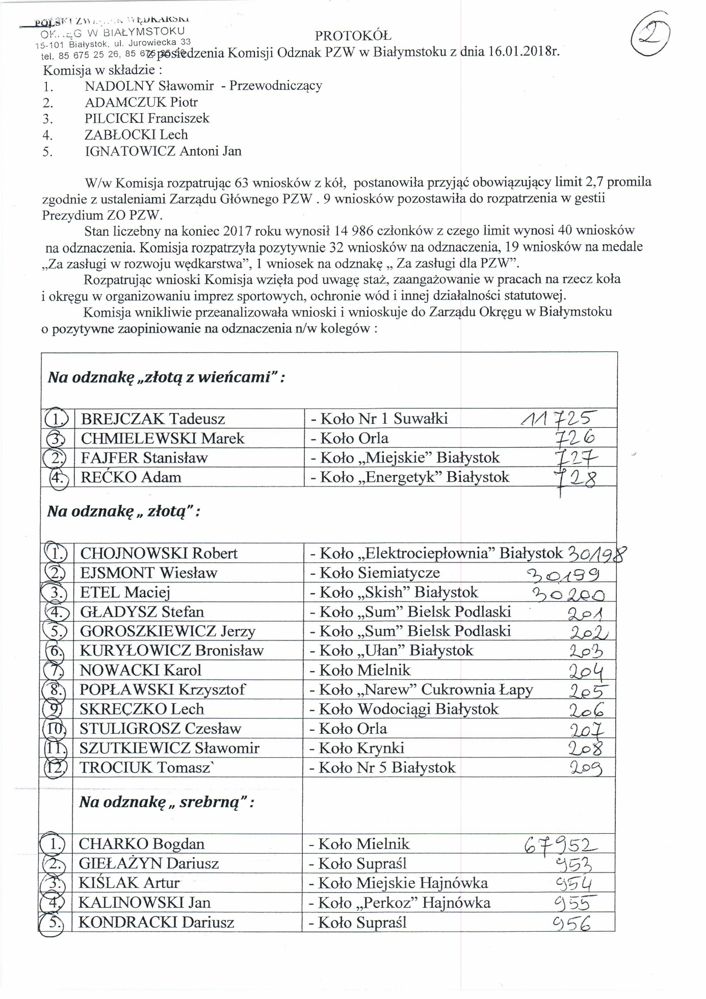 POLSKI WĘDKARSKI
W BIAŁYMSTOKU
15-101 Białystok, ul. Jurowiecka 33
tel. 85 675 25 26, 85
2
PROTOKÓŁ
z posiedzenia Komisji Odznak PZW w Białymstoku z dnia 16.01.2018r.
Komisja w składzie :
1. NADOLNY Sławomir - Przewodniczący
2. ADAMCZUK Piotr
3. PILCICKI Franciszek
4. ZABŁOCKI Lech
5. IGNATOWICZ Antoni Jan
W/w Komisja rozpatrując 63 wniosków z kół, postanowiła przyjąć obowiązujący limit 2,7 promila
zgodnie z ustaleniami Zarządu Głównego PZW . 9 wniosków pozostawiła do rozpatrzenia w gestii
Prezydium ZO PZW.
Stan liczebny na koniec 2017 roku wynosił 14 986 członków z czego limit wynosi 40 wniosków
na odznaczenia. Komisja rozpatrzyła pozytywnie 32 wniosków na odznaczenia, 19 wniosków na medale
„Za zasługi w rozwoju wędkarstwa”, 1 wniosek na odznakę „ Za zasługi dla PZW”.
Rozpatrując wnioski Komisja wzięła pod uwagę staż, zaangażowanie w pracach na rzecz koła
i okręgu w organizowaniu imprez sportowych, ochronie wód i innej działalności statutowej.
Komisja wnikliwie przeanalizowała wnioski i wnioskuje do Zarządu Okręgu w Białymstoku
o pozytywne zaopiniowanie na odznaczenia n/w kolegów :
Na odznakę „złotą z wieńcami” :
1. BREJCZAK Tadeusz - Koło Nr 1 Suwałki 11725
3. CHMIELEWSKI Marek - Koło Orla 726
2. FAJFER Stanisław - Koło „Miejskie” Białystok 727
4. REĆKO Adam - Koło „Energetyk” Białystok 728
Na odznakę „ złotą” :
1. CHOJNOWSKI Robert - Koło „Elektrociepłownia” Białystok 30198
2. EJSMONT Wiesław - Koło Siemiatycze 30199
3. ETEL Maciej - Koło „Skish” Białystok 30200
4. GŁADYSZ Stefan - Koło „Sum” Bielsk Podlaski 201
5. GOROSZKIEWICZ Jerzy - Koło „Sum” Bielsk Podlaski 202
6. KURYŁOWICZ Bronisław - Koło „Ułan” Białystok 203
7. NOWACKI Karol - Koło Mielnik 204
8. POPŁAWSKI Krzysztof - Koło „Narew” Cukrownia Łapy 205
9. SKRĘCZKO Lech - Koło Wodociągi Białystok 206
10. STULIGROSZ Czesław - Koło Orla 207
11. SZUTKIEWICZ Sławomir - Koło Krynki 208
12. TROCIUK Tomasz` - Koło Nr 5 Białystok 209
Na odznakę „ srebrną” :
1. CHARKO Bogdan - Koło Mielnik 67952
2. GIEŁAŻYN Dariusz - Koło Supraśl 953
3. KIŚLAK Artur - Koło Miejskie Hajnówka 954
4. KALINOWSKI Jan - Koło „Perkoz” Hajnówka 955
5. KONDRACKI Dariusz - Koło Supraśl 956